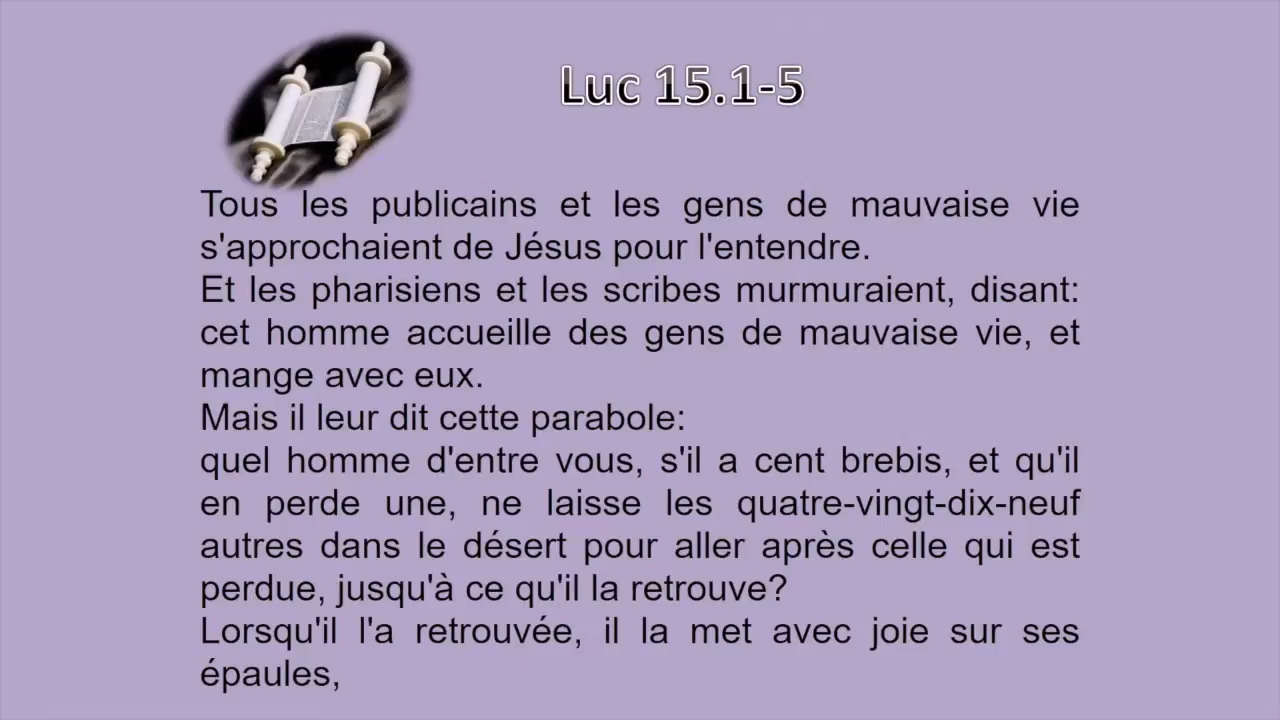 Luc 15.1-5
Tous les publicains et les gens de mauvaise vie
s'approchaient de Jésus pour l'entendre.
Et les pharisiens et les scribes murmuraient, disant:
cet homme accueille des gens de mauvaise vie, et
mange avec eux.
Mais il leur dit cette parabole:
quel homme d'entre vous, s'il a cent brebis, et qu'il
en perde une, ne laisse les quatre-vingt-dix-neuf
autres dans le désert pour aller après celle qui est
perdue, jusqu'à ce qu'il la retrouve?
Lorsqu'il l'a retrouvée, il la met avec joie sur ses
épaules,